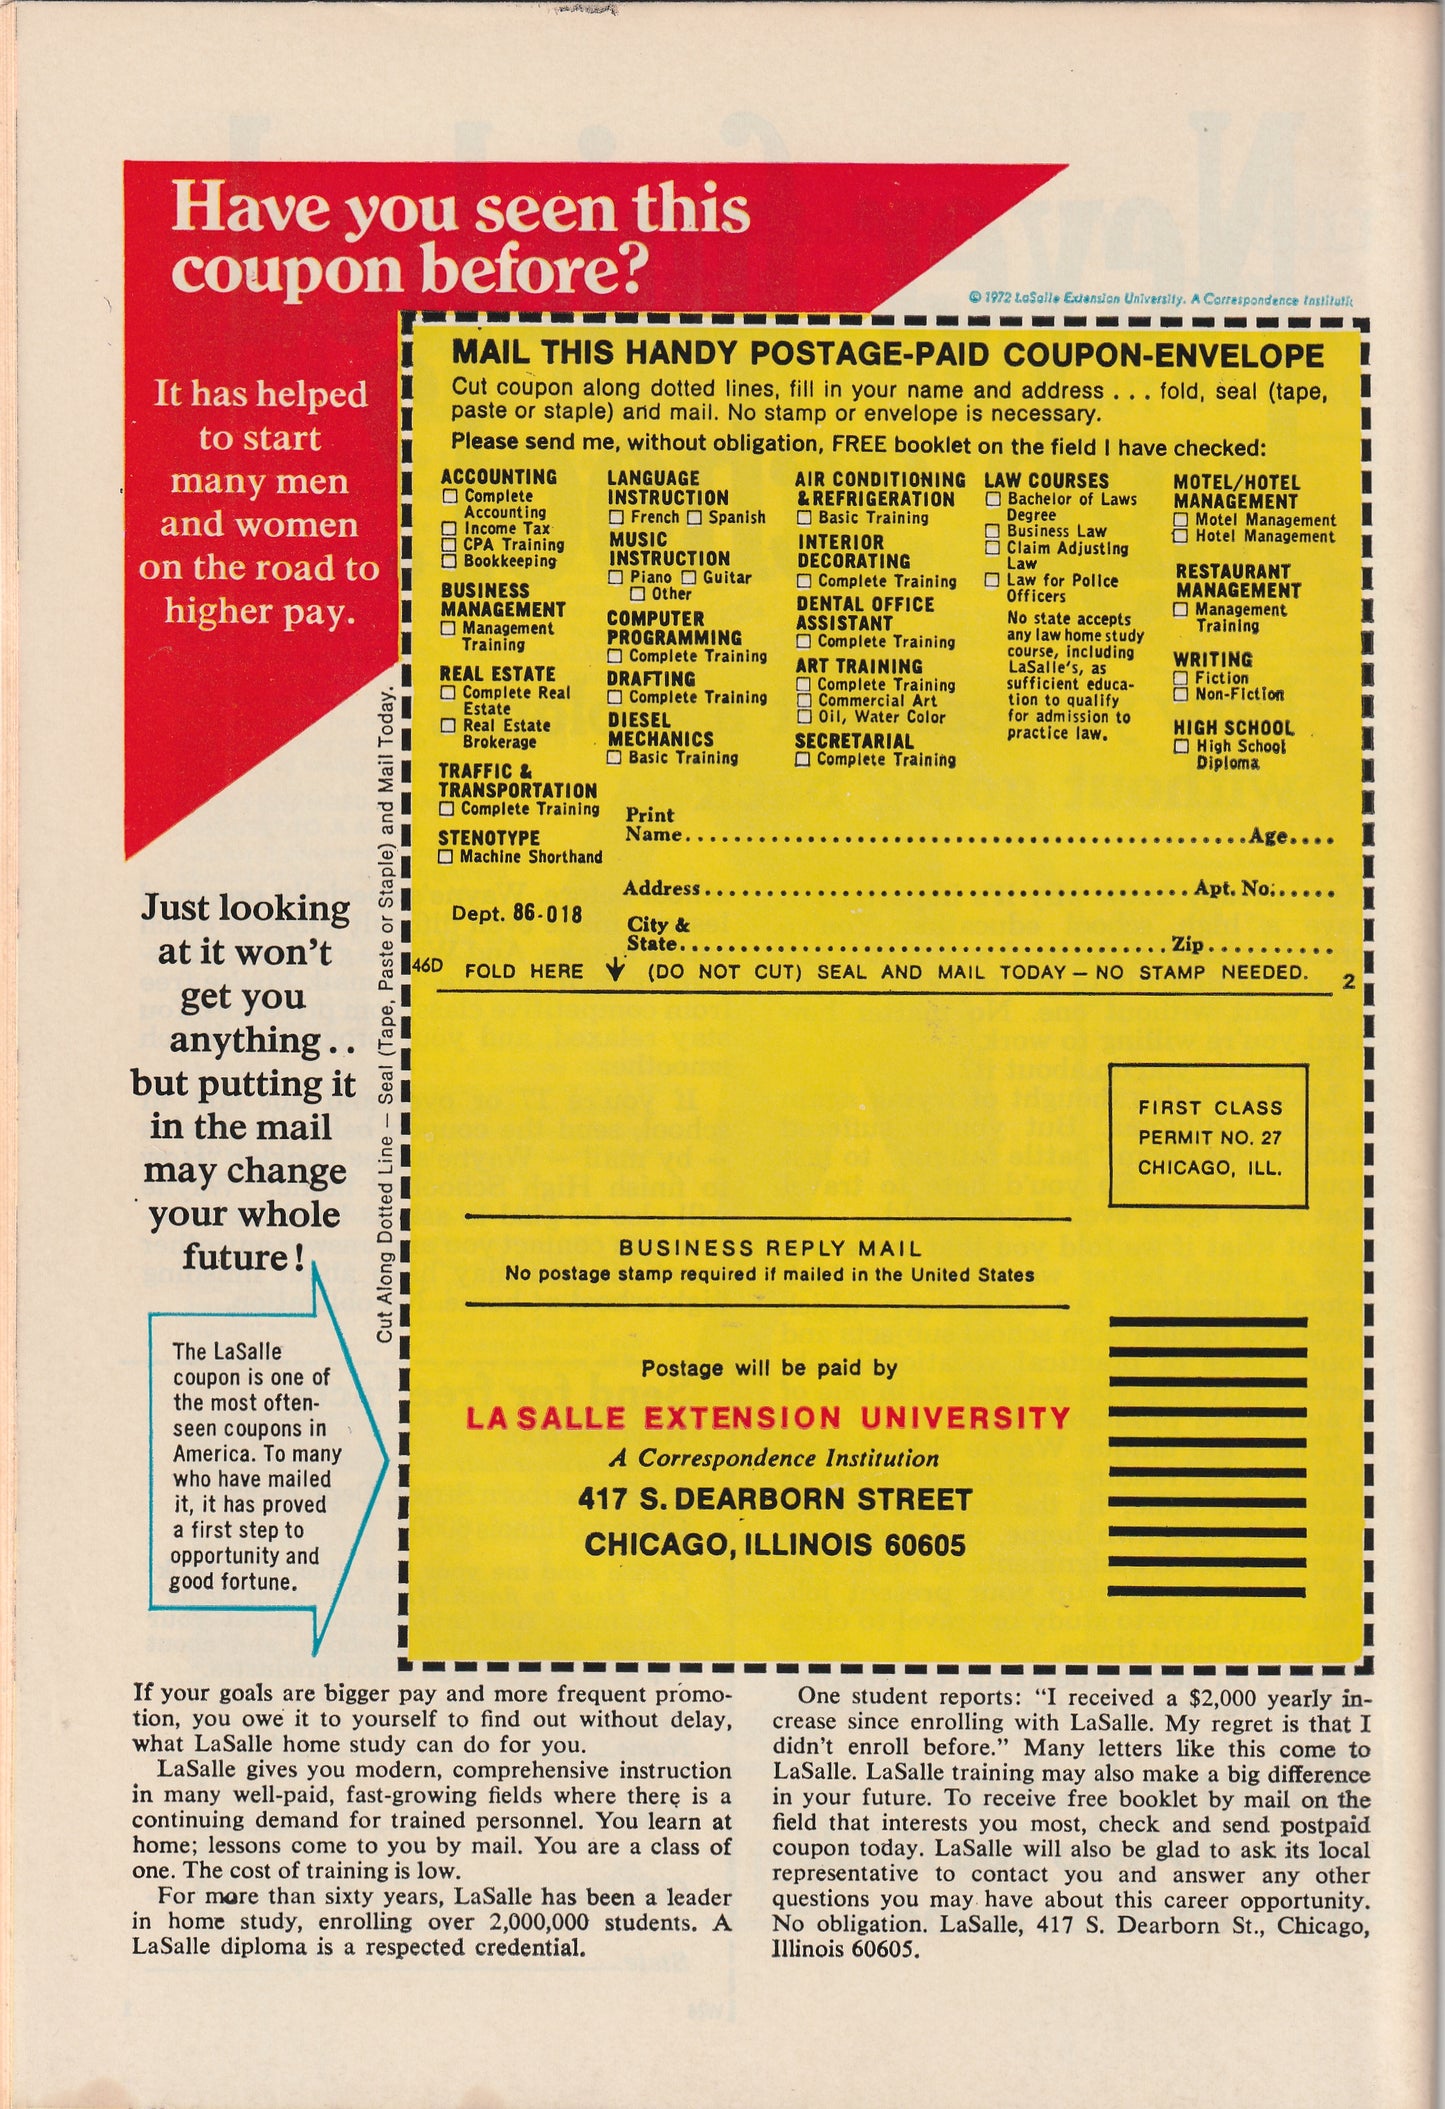 Have you seen this
coupon before?
© 1972 LaSalle Extension University. A Correspondence
It has helped
to start
many men
and women
on the road to
higher pay.
MAIL THIS HANDY POSTAGE-PAID COUPON-ENVELOPE
Cut coupon along dotted lines, fill in your name and address . . . fold, seal (tape,
paste or staple) and mail. No stamp or envelope is necessary.
Please send me, without obligation, FREE booklet on the field I have checked:
ACCOUNTING
☐ Complete
Accounting
☐ Income Tax
☐ CPA Training
☐ Bookkeeping
BUSINESS
MANAGEMENT
☐ Management
Training
REAL ESTATE
☐ Complete Real
Estate
☐ Real Estate
Brokerage
TRAFFIC &
TRANSPORTATION
☐ Complete Training
STENOTYPE
☐ Machine Shorthand
LANGUAGE
INSTRUCTION
☐ French ☐ Spanish
MUSIC
INSTRUCTION
☐ Piano ☐ Guitar
☐ Other
COMPUTER
PROGRAMMING
☐ Complete Training
DRAFTING
☐ Complete Training
DIESEL
MECHANICS
☐ Basic Training
AIR CONDITIONING
& REFRIGERATION
☐ Basic Training
INTERIOR
DECORATING
☐ Complete Training
DENTAL OFFICE
ASSISTANT
☐ Complete Training
ART TRAINING
☐ Complete Training
☐ Commercial Art
☐ Oil, Water Color
SECRETARIAL
☐ Complete Training
LAW COURSES
☐ Bachelor of Laws
Degree
☐ Business Law
☐ Claim Adjusting
Law
☐ Law for Police
Officers
No state accepts
any law home study
course, including
LaSalle's, as
sufficient educa-
tion to qualify
for admission to
practice law.
MOTEL/HOTEL
MANAGEMENT
☐ Motel Management
☐ Hotel Management
RESTAURANT
MANAGEMENT
☐ Management
Training
WRITING
☐ Fiction
☐ Non-Fiction
HIGH SCHOOL
☐ High School
Diploma
Print
Name........................................Age....
Address........................................Apt. No......
Dept. 86-018
City &
State........................................Zip..........
46D FOLD HERE ↓ (DO NOT CUT) SEAL AND MAIL TODAY — NO STAMP NEEDED. 2
Cut Along Dotted Line — Seal (Tape, Paste or Staple) and Mail Today.
Just looking
at it won't
get you
anything . .
but putting it
in the mail
may change
your whole
future!
The LaSalle
coupon is one of
the most often-
seen coupons in
America. To many
who have mailed
it, it has proved
a first step to
opportunity and
good fortune.
FIRST CLASS
PERMIT NO. 27
CHICAGO, ILL.
BUSINESS REPLY MAIL
No postage stamp required if mailed in the United States
Postage will be paid by
LA SALLE EXTENSION UNIVERSITY
A Correspondence Institution
417 S. DEARBORN STREET
CHICAGO, ILLINOIS 60605
If your goals are bigger pay and more frequent promo-
tion, you owe it to yourself to find out without delay,
what LaSalle home study can do for you.
LaSalle gives you modern, comprehensive instruction
in many well-paid, fast-growing fields where there is a
continuing demand for trained personnel. You learn at
home; lessons come to you by mail. You are a class of
one. The cost of training is low.
For more than sixty years, LaSalle has been a leader
in home study, enrolling over 2,000,000 students. A
LaSalle diploma is a respected credential.
One student reports: "I received a $2,000 yearly in-
crease since enrolling with LaSalle. My regret is that I
didn't enroll before." Many letters like this come to
LaSalle. LaSalle training may also make a big difference
in your future. To receive free booklet by mail on the
field that interests you most, check and send postpaid
coupon today. LaSalle will also be glad to ask its local
representative to contact you and answer any other
questions you may have about this career opportunity.
No obligation. LaSalle, 417 S. Dearborn St., Chicago,
Illinois 60605.